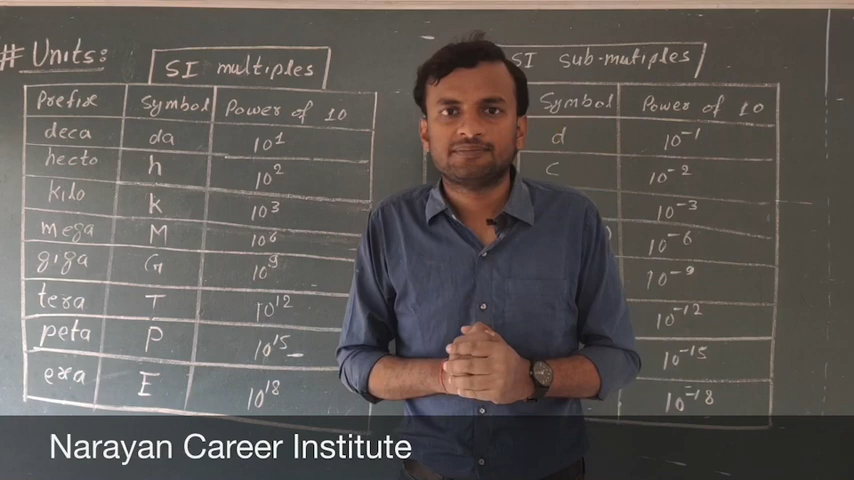 # Units:
SI multiples
SI sub-mutiples
Prefix Symbol Power of 10
deca da 10¹
hecto h 10²
kilo k 10³
mega M 10⁶
giga G 10⁹
tera T 10¹²
peta P 10¹⁵
exa E 10¹⁸
Symbol Power of 10
d 10⁻¹
c 10⁻²
10⁻³
10⁻⁶
10⁻⁹
10⁻¹²
10⁻¹⁵
10⁻¹⁸
Narayan Career Institute